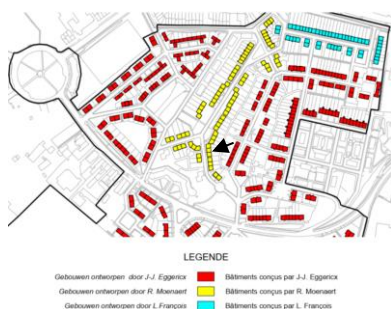 LEGENDE
Gebouwen ontworpen door J-J. Eggericx Bâtiments conçus par J-J. Eggericx
Gebouwen ontworpen door R. Moenaert Bâtiments conçus par R. Moenaert
Gebouwen ontworpen door L. François Bâtiments conçus par L. François